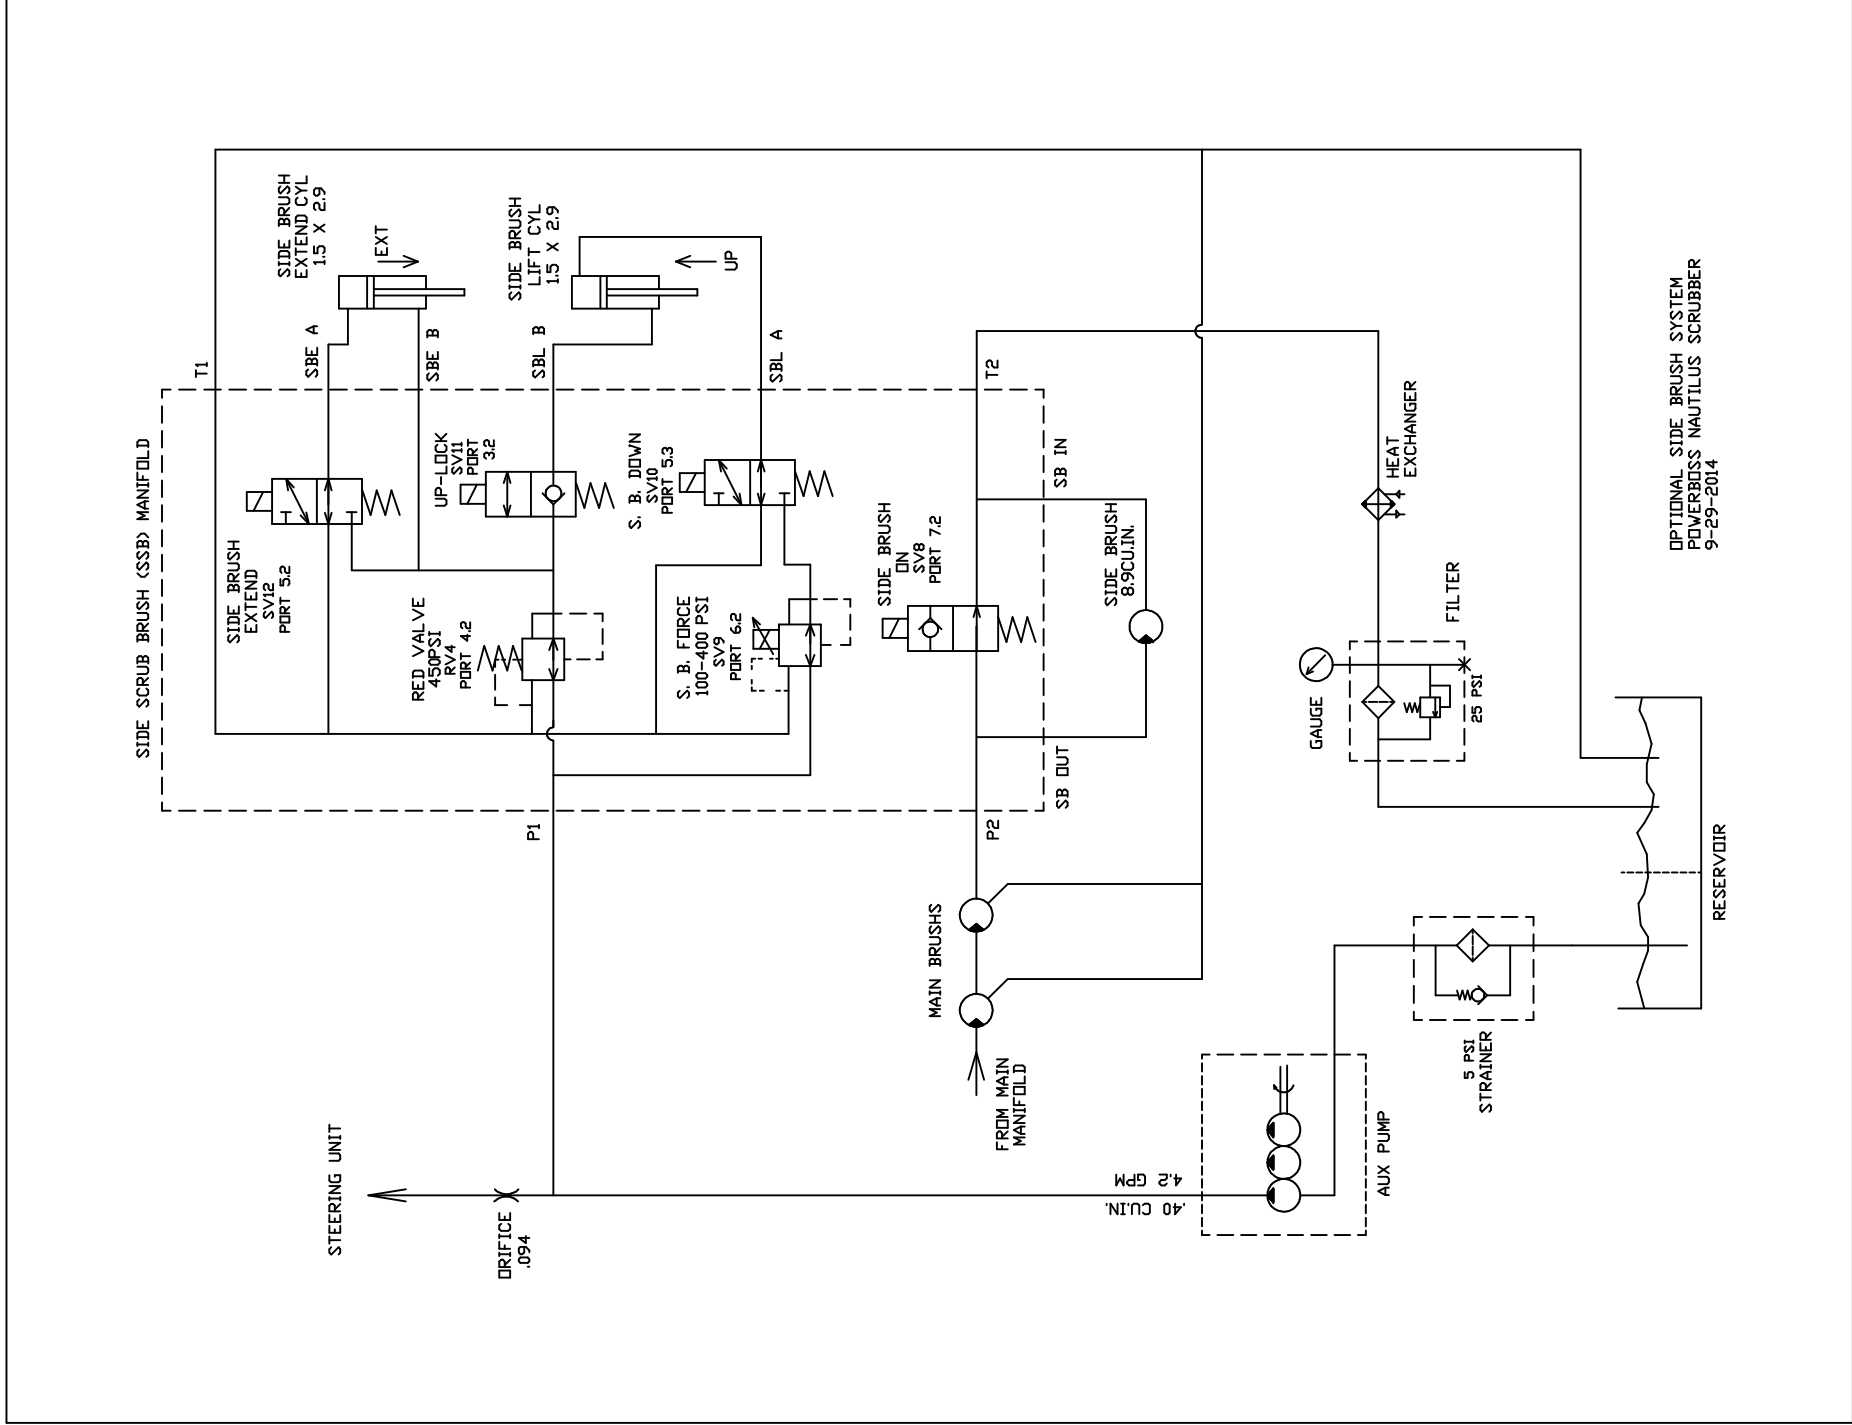 SIDE SCRUB BRUSH (SSB) MANIFOLD
T1
SIDE BRUSH
EXTEND CYL
1.5 X 2.9
EXT
SBE A
SBE B
SIDE BRUSH
LIFT CYL
1.5 X 2.9
UP
SBL B
SBL A
T2
SIDE BRUSH
EXTEND
SV12
PORT 5.2
UP-LOCK
SV11
PORT
3.2
S. B. DOWN
SV10
PORT 5.3
RED VALVE
450PSI
RV4
PORT 4.2
S. B. FORCE
100-400 PSI
SV9
PORT 6.2
SIDE BRUSH
ON
SV8
PORT 7.2
SB IN
SB OUT
SIDE BRUSH
8.9CU.IN.
P1
P2
HEAT
EXCHANGER
FILTER
GAUGE
25 PSI
MAIN BRUSHS
FROM MAIN
MANIFOLD
STEERING UNIT
ORIFICE
.094
4.2 GPM
.40 CU.IN.
AUX PUMP
5 PSI
STRAINER
RESERVOIR
OPTIONAL SIDE BRUSH SYSTEM
POWERBOSS NAUTILUS SCRUBBER
9-29-2014